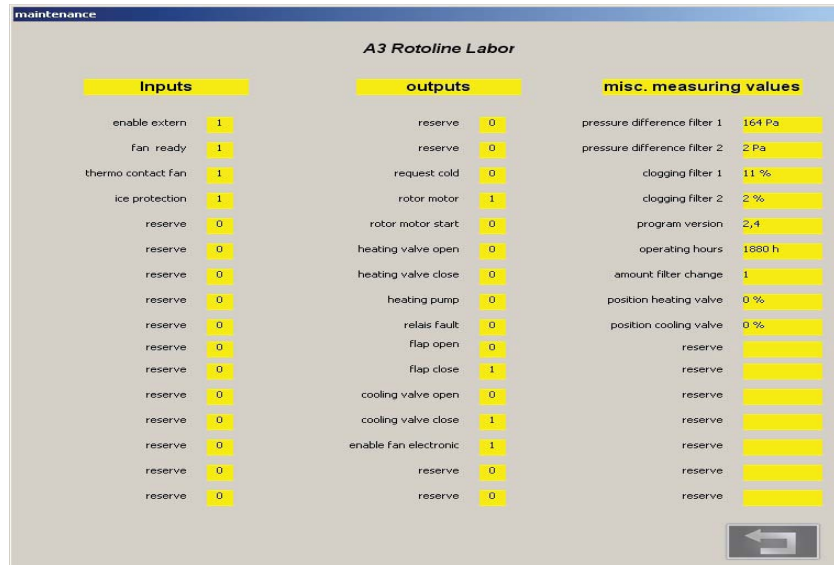 maintenance
A3 Rotoline Labor
Inputs outputs misc. measuring values
enable extern 1 reserve 0 pressure difference filter 1 164 Pa
fan ready 1 reserve 0 pressure difference filter 2 2 Pa
thermo contact fan 1 request cold 0 clogging filter 1 11 %
ice protection 1 rotor motor 1 clogging filter 2 2 %
reserve 0 rotor motor start 0 program version 2,4
reserve 0 heating valve open 0 operating hours 1880 h
reserve 0 heating valve close 0 amount filter change 1
reserve 0 heating pump 0 position heating valve 0 %
reserve 0 relais fault 0 position cooling valve 0 %
reserve 0 flap open 0 reserve
reserve 0 flap close 1 reserve
reserve 0 cooling valve open 0 reserve
reserve 0 cooling valve close 1 reserve
reserve 0 enable fan electronic 1 reserve
reserve 0 reserve 0 reserve
reserve 0 reserve 0 reserve